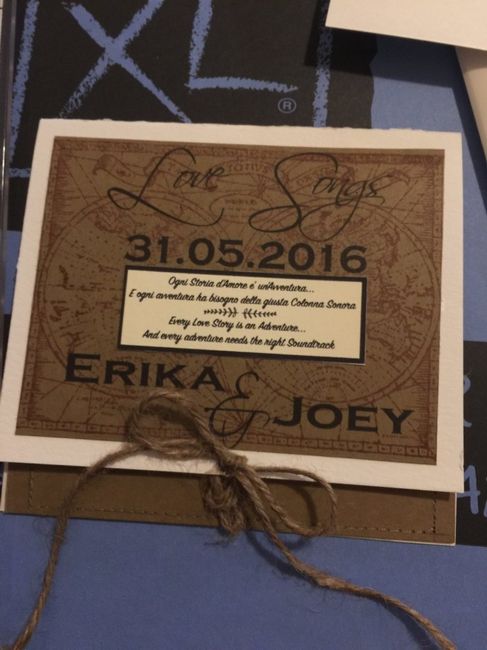 XL
®
Love Songs
31.05.2016
Ogni Storia d'Amore e' un'Avventura...
E ogni avventura ha bisogno della giusta Colonna Sonora
Every Love Story is an Adventure...
And every adventure needs the right Soundtrack
ERIKA
& JOEY